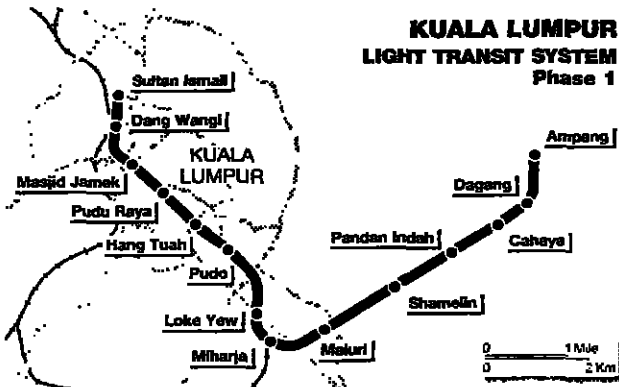 KUALA LUMPUR
LIGHT TRANSIT SYSTEM
Phase 1
Sultan Ismail
Dang Wangi
KUALA
LUMPUR
Ampang
Masjid Jamek
Dagang
Pudu Raya
Hang Tuah
Pandan Indah
Cahaya
Pudo
Shamelin
Loke Yew
Miharja
Maluri
0 1 Mile
0 2 Km